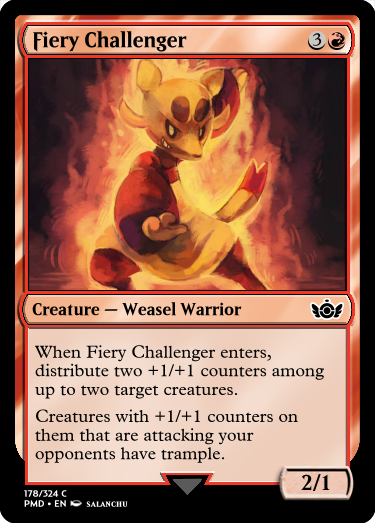 Fiery Challenger 3
Creature — Weasel Warrior
When Fiery Challenger enters,
distribute two +1/+1 counters among
up to two target creatures.
Creatures with +1/+1 counters on
them that are attacking your
opponents have trample.
2/1
178/324 C
PMD • EN SALANCHU